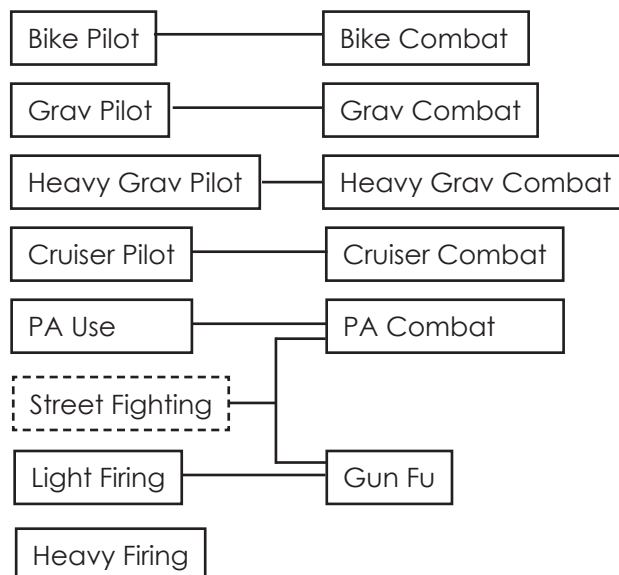 Bike Pilot
Bike Combat
Grav Pilot
Grav Combat
Heavy Grav Pilot
Heavy Grav Combat
Cruiser Pilot
Cruiser Combat
PA Use
PA Combat
Street Fighting
Light Firing
Gun Fu
Heavy Firing